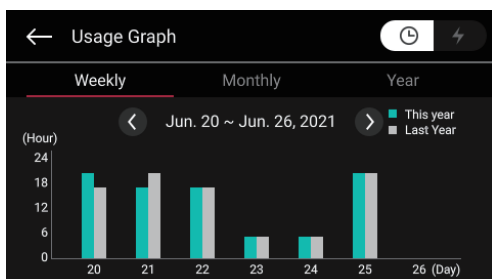 Usage Graph
Weekly Monthly Year
Jun. 20 ~ Jun. 26, 2021
This year
Last Year
(Hour)
24
18
12
6
0
20 21 22 23 24 25 26 (Day)